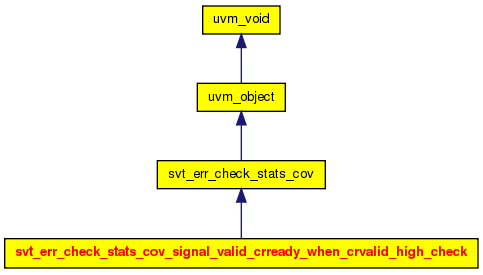 uvm_void
uvm_object
svt_err_check_stats_cov
svt_err_check_stats_cov_signal_valid_crready_when_crvalid_high_check